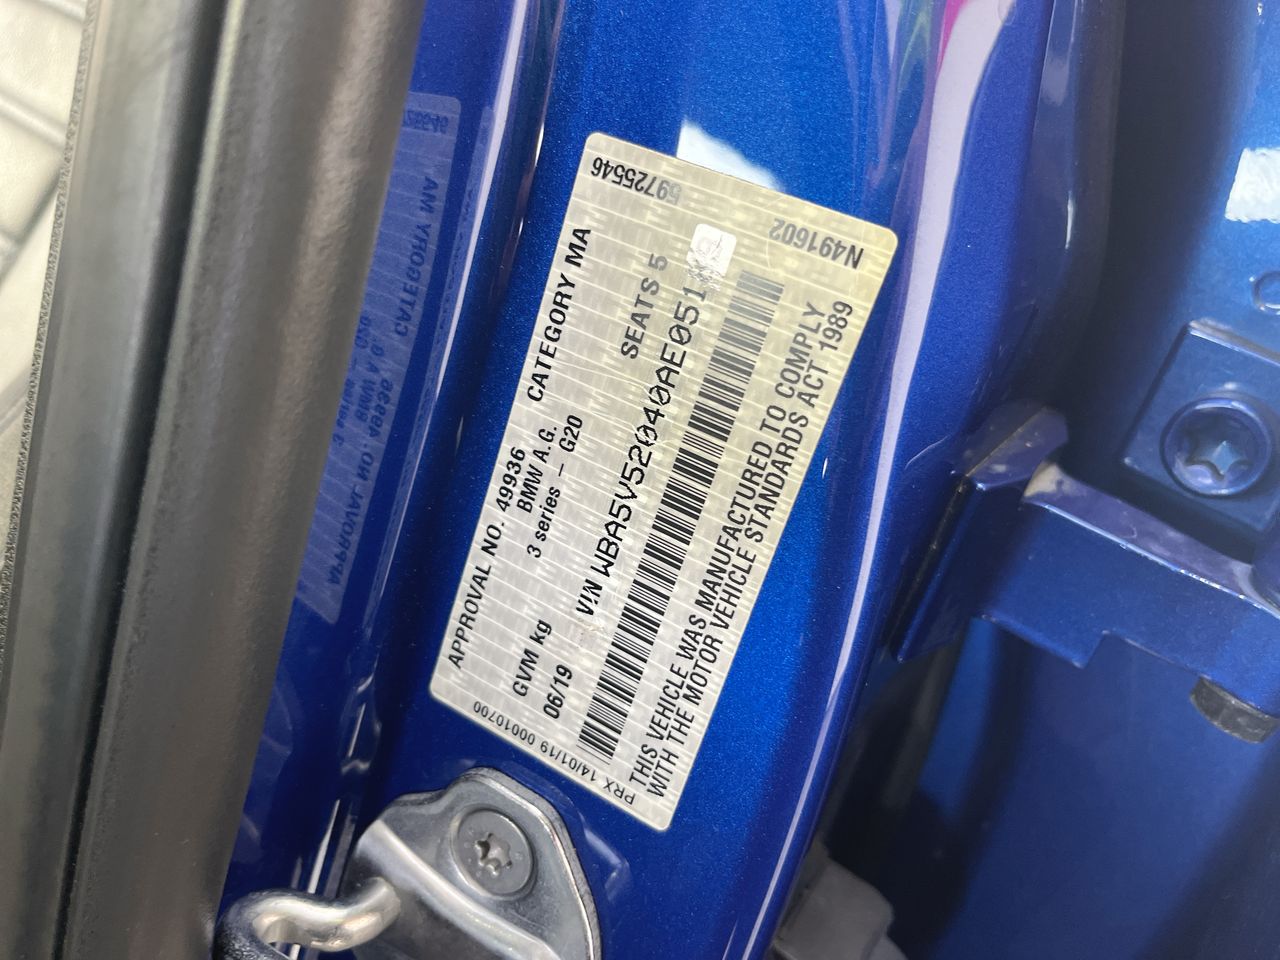 59725546
N491602
APPROVAL NO. 49936 CATEGORY MA
BMW A.G.
GVM kg 3 series – G20 SEATS 5
06/19
VIN WBA5V52040AE051
THIS VEHICLE WAS MANUFACTURED TO COMPLY
WITH THE MOTOR VEHICLE STANDARDS ACT 1989
PRX 14/01/19 00010700